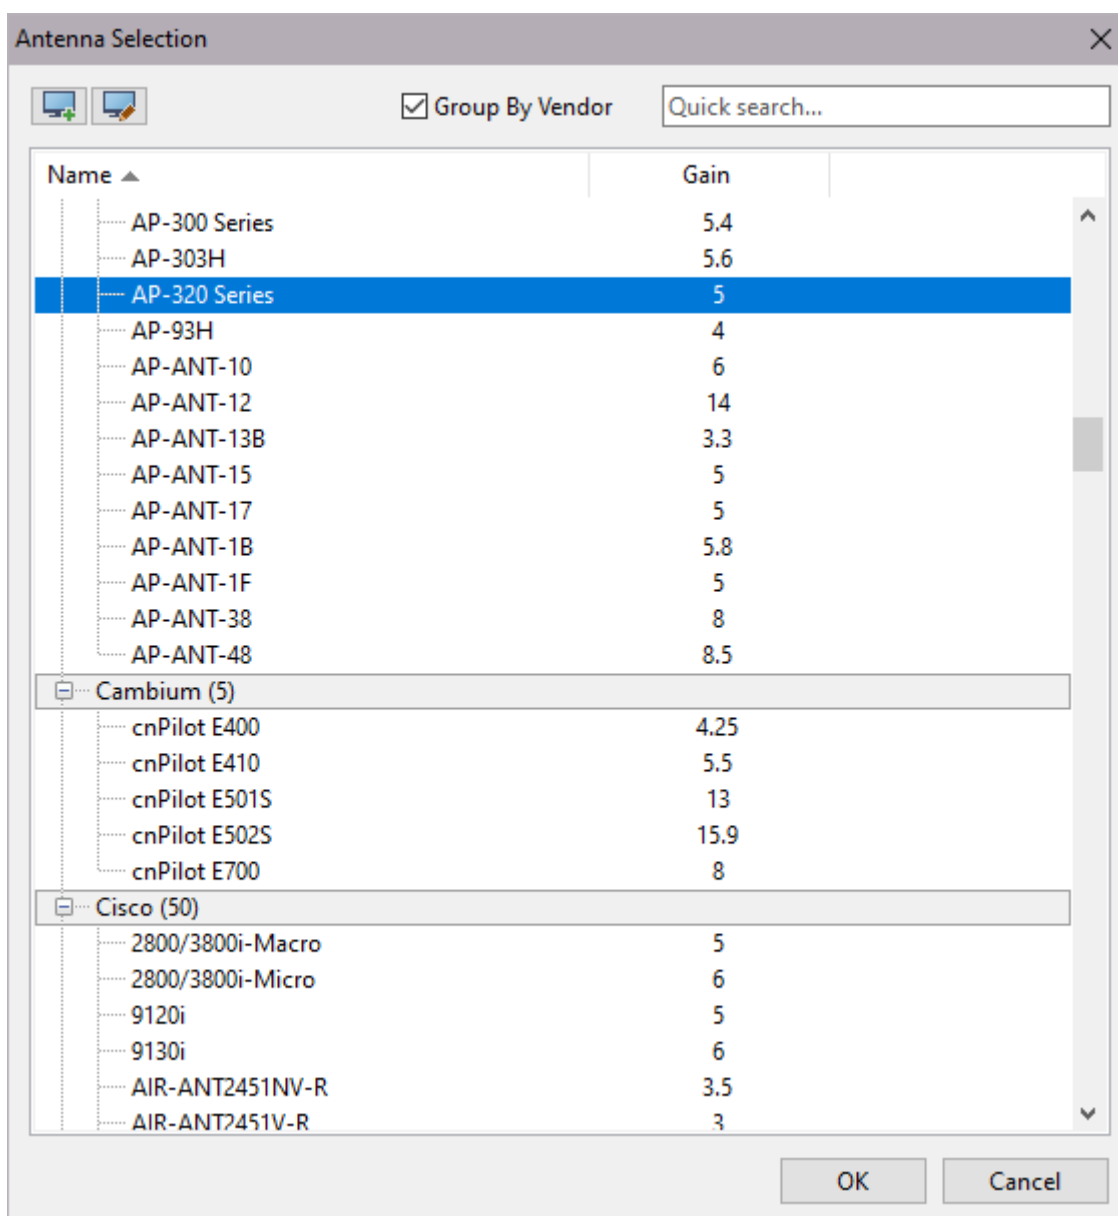 Antenna Selection
Group By Vendor Quick search...
Name Gain
AP-300 Series 5.4
AP-303H 5.6
AP-320 Series 5
AP-93H 4
AP-ANT-10 6
AP-ANT-12 14
AP-ANT-13B 3.3
AP-ANT-15 5
AP-ANT-17 5
AP-ANT-1B 5.8
AP-ANT-1F 5
AP-ANT-38 8
AP-ANT-48 8.5
Cambium (5)
cnPilot E400 4.25
cnPilot E410 5.5
cnPilot E501S 13
cnPilot E502S 15.9
cnPilot E700 8
Cisco (50)
2800/3800i-Macro 5
2800/3800i-Micro 6
9120i 5
9130i 6
AIR-ANT2451NV-R 3.5
AIR-ANT2451V-R 3
OK Cancel